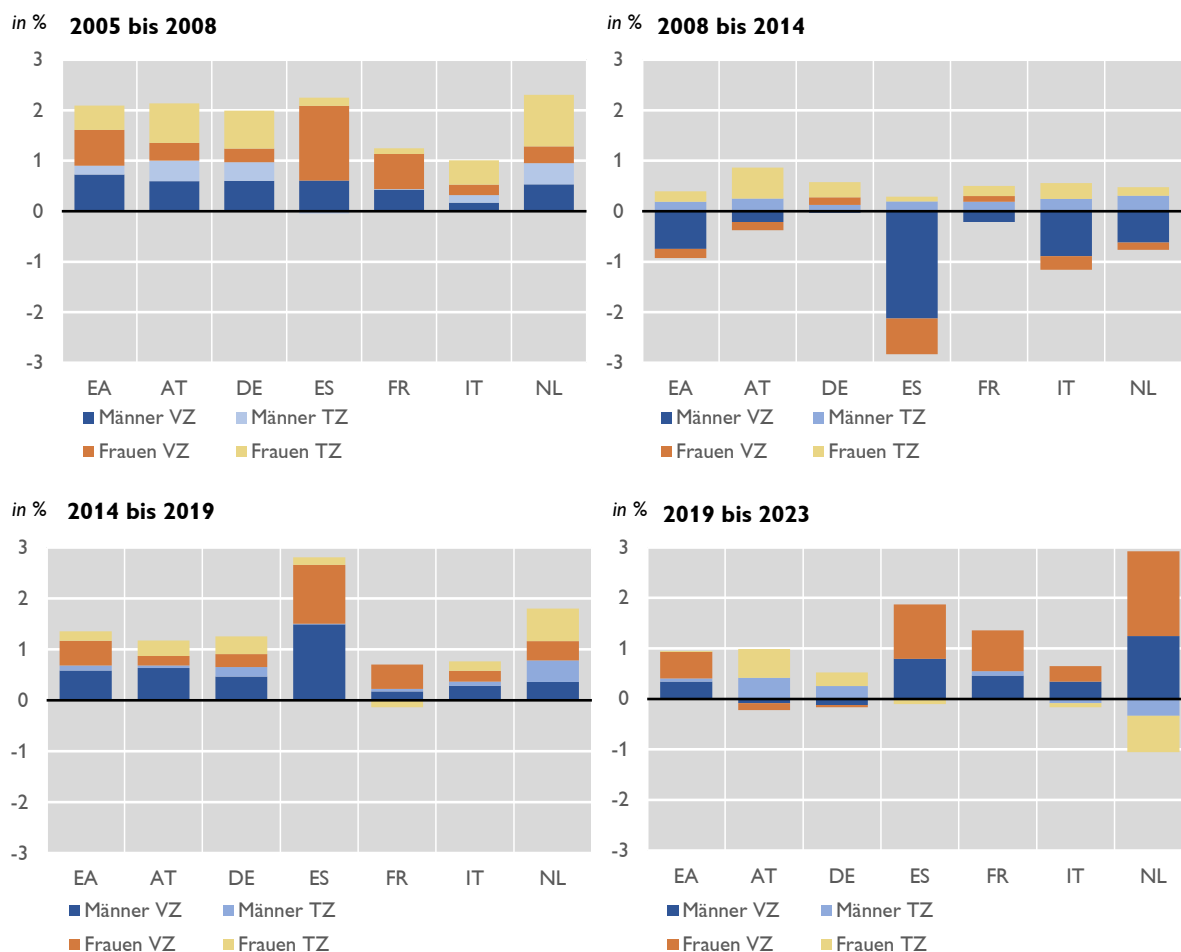 in % 2005 bis 2008
3
2
1
0
-1
-2
-3
EA AT DE ES FR IT NL
Männer VZ Männer TZ
Frauen VZ Frauen TZ
in % 2008 bis 2014
3
2
1
0
-1
-2
-3
EA AT DE ES FR IT NL
Männer VZ Männer TZ
Frauen VZ Frauen TZ
in % 2014 bis 2019
3
2
1
0
-1
-2
-3
EA AT DE ES FR IT NL
Männer VZ Männer TZ
Frauen VZ Frauen TZ
in % 2019 bis 2023
3
2
1
0
-1
-2
-3
EA AT DE ES FR IT NL
Männer VZ Männer TZ
Frauen VZ Frauen TZ